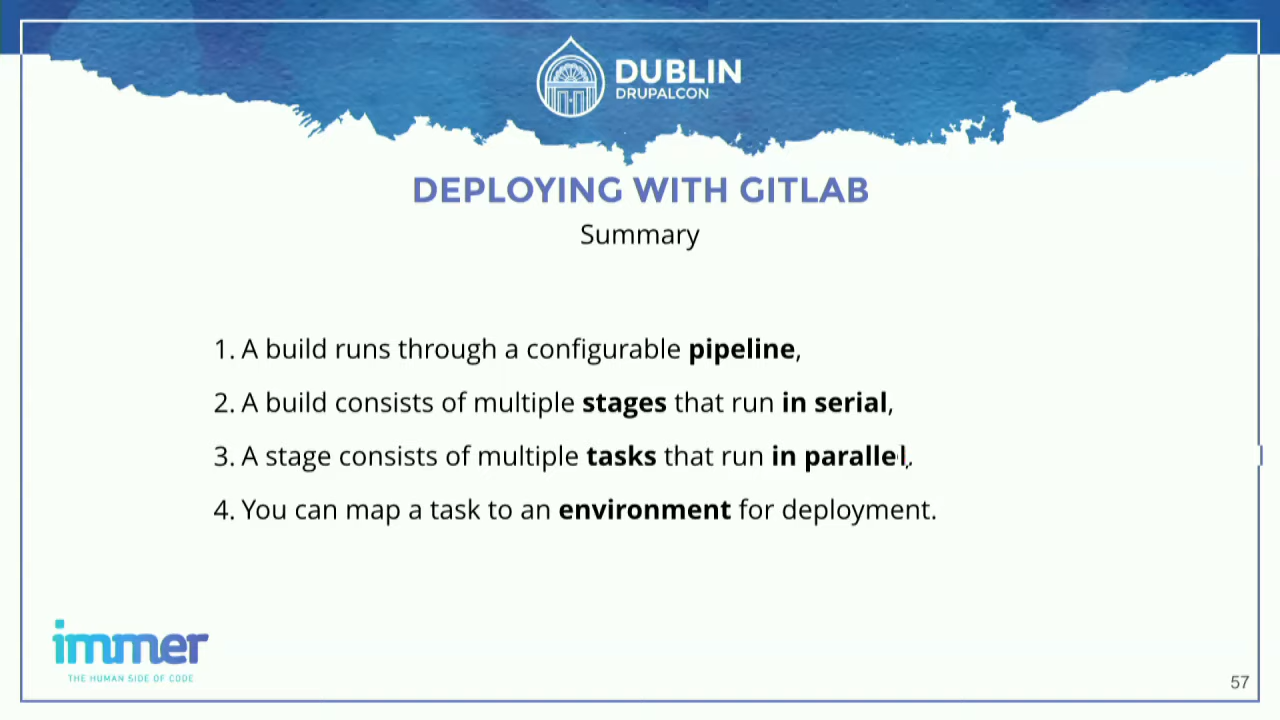 DUBLIN
DRUPALCON
DEPLOYING WITH GITLAB
Summary
1. A build runs through a configurable pipeline,
2. A build consists of multiple stages that run in serial,
3. A stage consists of multiple tasks that run in parallel,
4. You can map a task to an environment for deployment.
immer
THE HUMAN SIDE OF CODE
57